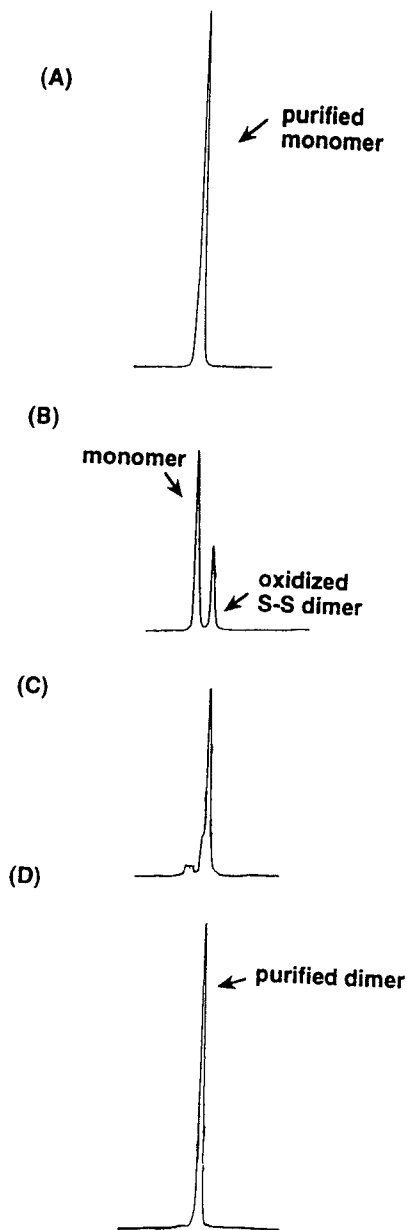 (A)
purified
monomer
(B)
monomer
oxidized
S-S dimer
(C)
(D)
purified dimer